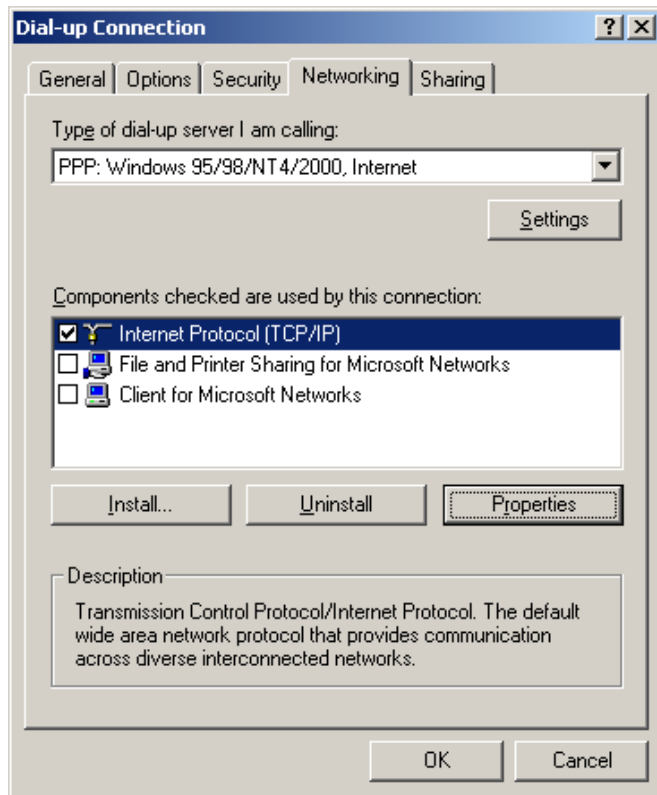 Dial-up Connection
General Options Security Networking Sharing
Type of dial-up server I am calling:
PPP: Windows 95/98/NT4/2000, Internet
Settings
Components checked are used by this connection:
Internet Protocol (TCP/IP)
File and Printer Sharing for Microsoft Networks
Client for Microsoft Networks
Install... Uninstall Properties
Description
Transmission Control Protocol/Internet Protocol. The default
wide area network protocol that provides communication
across diverse interconnected networks.
OK Cancel